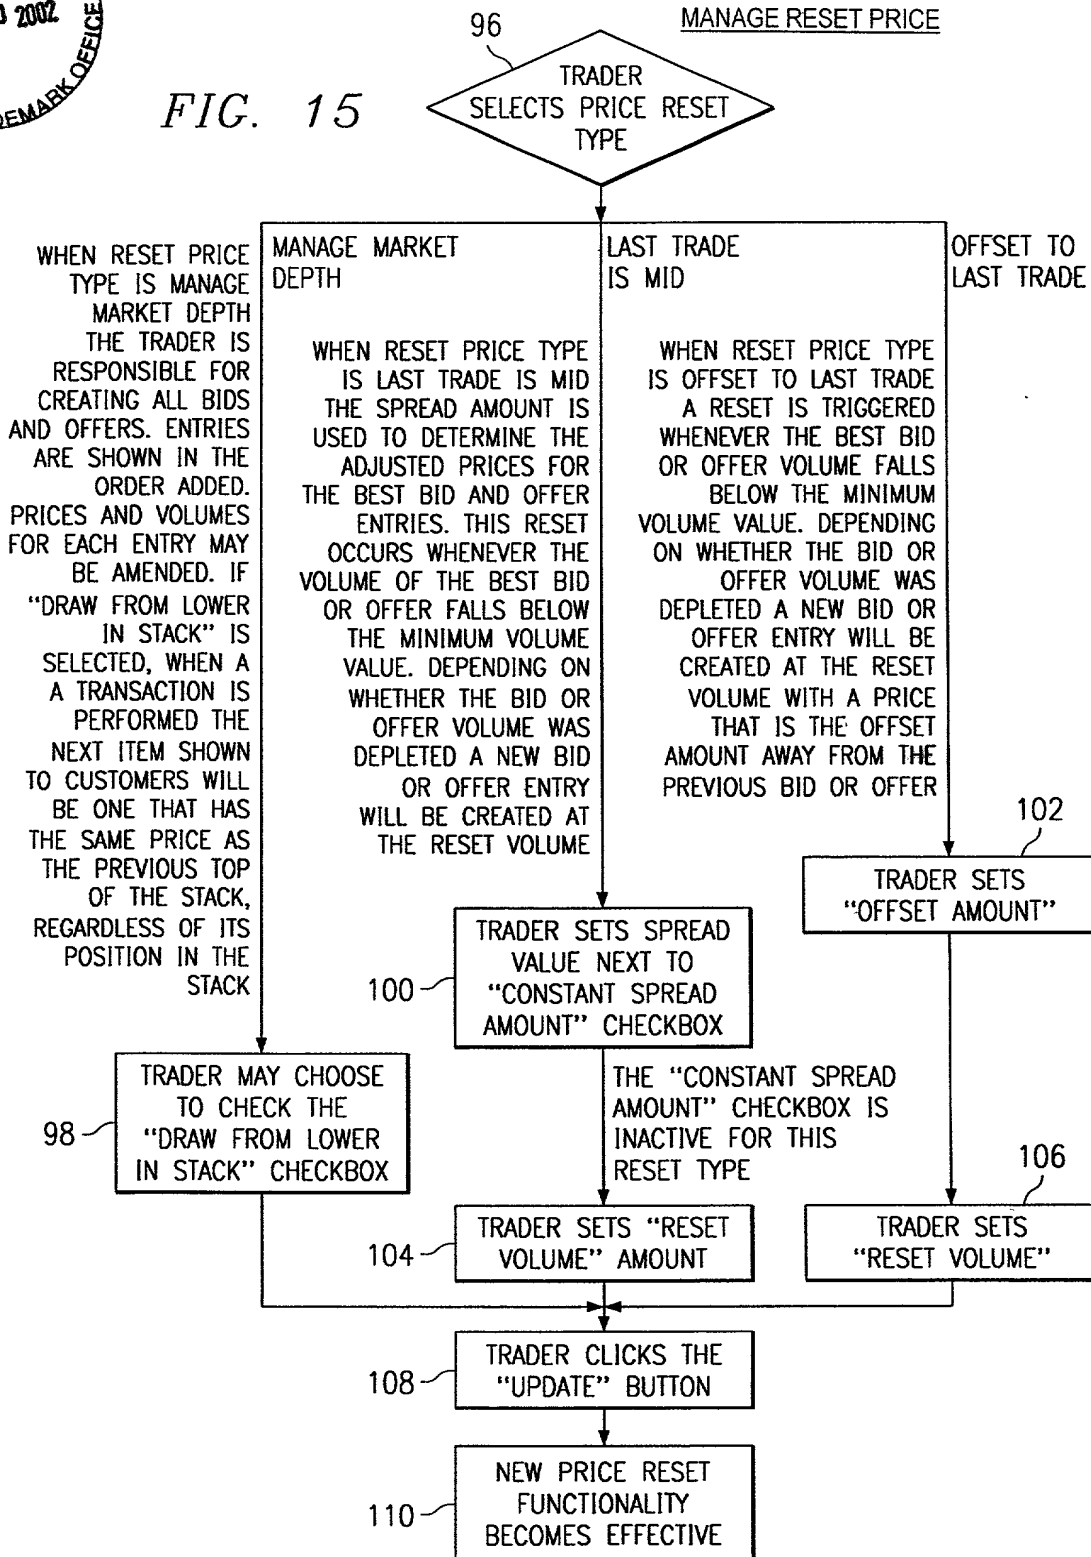 2002
DEMARK OFFICE
MANAGE RESET PRICE
FIG. 15
96
TRADER
SELECTS PRICE RESET
TYPE
WHEN RESET PRICE
TYPE IS MANAGE
MARKET DEPTH
THE TRADER IS
RESPONSIBLE FOR
CREATING ALL BIDS
AND OFFERS. ENTRIES
ARE SHOWN IN THE
ORDER ADDED.
PRICES AND VOLUMES
FOR EACH ENTRY MAY
BE AMENDED. IF
"DRAW FROM LOWER
IN STACK" IS
SELECTED, WHEN A
A TRANSACTION IS
PERFORMED THE
NEXT ITEM SHOWN
TO CUSTOMERS WILL
BE ONE THAT HAS
THE SAME PRICE AS
THE PREVIOUS TOP
OF THE STACK,
REGARDLESS OF ITS
POSITION IN THE
STACK
MANAGE MARKET
DEPTH
LAST TRADE
IS MID
OFFSET TO
LAST TRADE
WHEN RESET PRICE TYPE
IS LAST TRADE IS MID
THE SPREAD AMOUNT IS
USED TO DETERMINE THE
ADJUSTED PRICES FOR
THE BEST BID AND OFFER
ENTRIES. THIS RESET
OCCURS WHENEVER THE
VOLUME OF THE BEST BID
OR OFFER FALLS BELOW
THE MINIMUM VOLUME
VALUE. DEPENDING ON
WHETHER THE BID OR
OFFER VOLUME WAS
DEPLETED A NEW BID
OR OFFER ENTRY
WILL BE CREATED AT
THE RESET VOLUME
WHEN RESET PRICE TYPE
IS OFFSET TO LAST TRADE
A RESET IS TRIGGERED
WHENEVER THE BEST BID
OR OFFER VOLUME FALLS
BELOW THE MINIMUM
VOLUME VALUE. DEPENDING
ON WHETHER THE BID OR
OFFER VOLUME WAS
DEPLETED A NEW BID OR
OFFER ENTRY WILL BE
CREATED AT THE RESET
VOLUME WITH A PRICE
THAT IS THE OFFSET
AMOUNT AWAY FROM THE
PREVIOUS BID OR OFFER
102
TRADER SETS
"OFFSET AMOUNT"
100
TRADER SETS SPREAD
VALUE NEXT TO
"CONSTANT SPREAD
AMOUNT" CHECKBOX
98
TRADER MAY CHOOSE
TO CHECK THE
"DRAW FROM LOWER
IN STACK" CHECKBOX
THE "CONSTANT SPREAD
AMOUNT" CHECKBOX IS
INACTIVE FOR THIS
RESET TYPE
106
104
TRADER SETS "RESET
VOLUME" AMOUNT
TRADER SETS
"RESET VOLUME"
108
TRADER CLICKS THE
"UPDATE" BUTTON
110
NEW PRICE RESET
FUNCTIONALITY
BECOMES EFFECTIVE